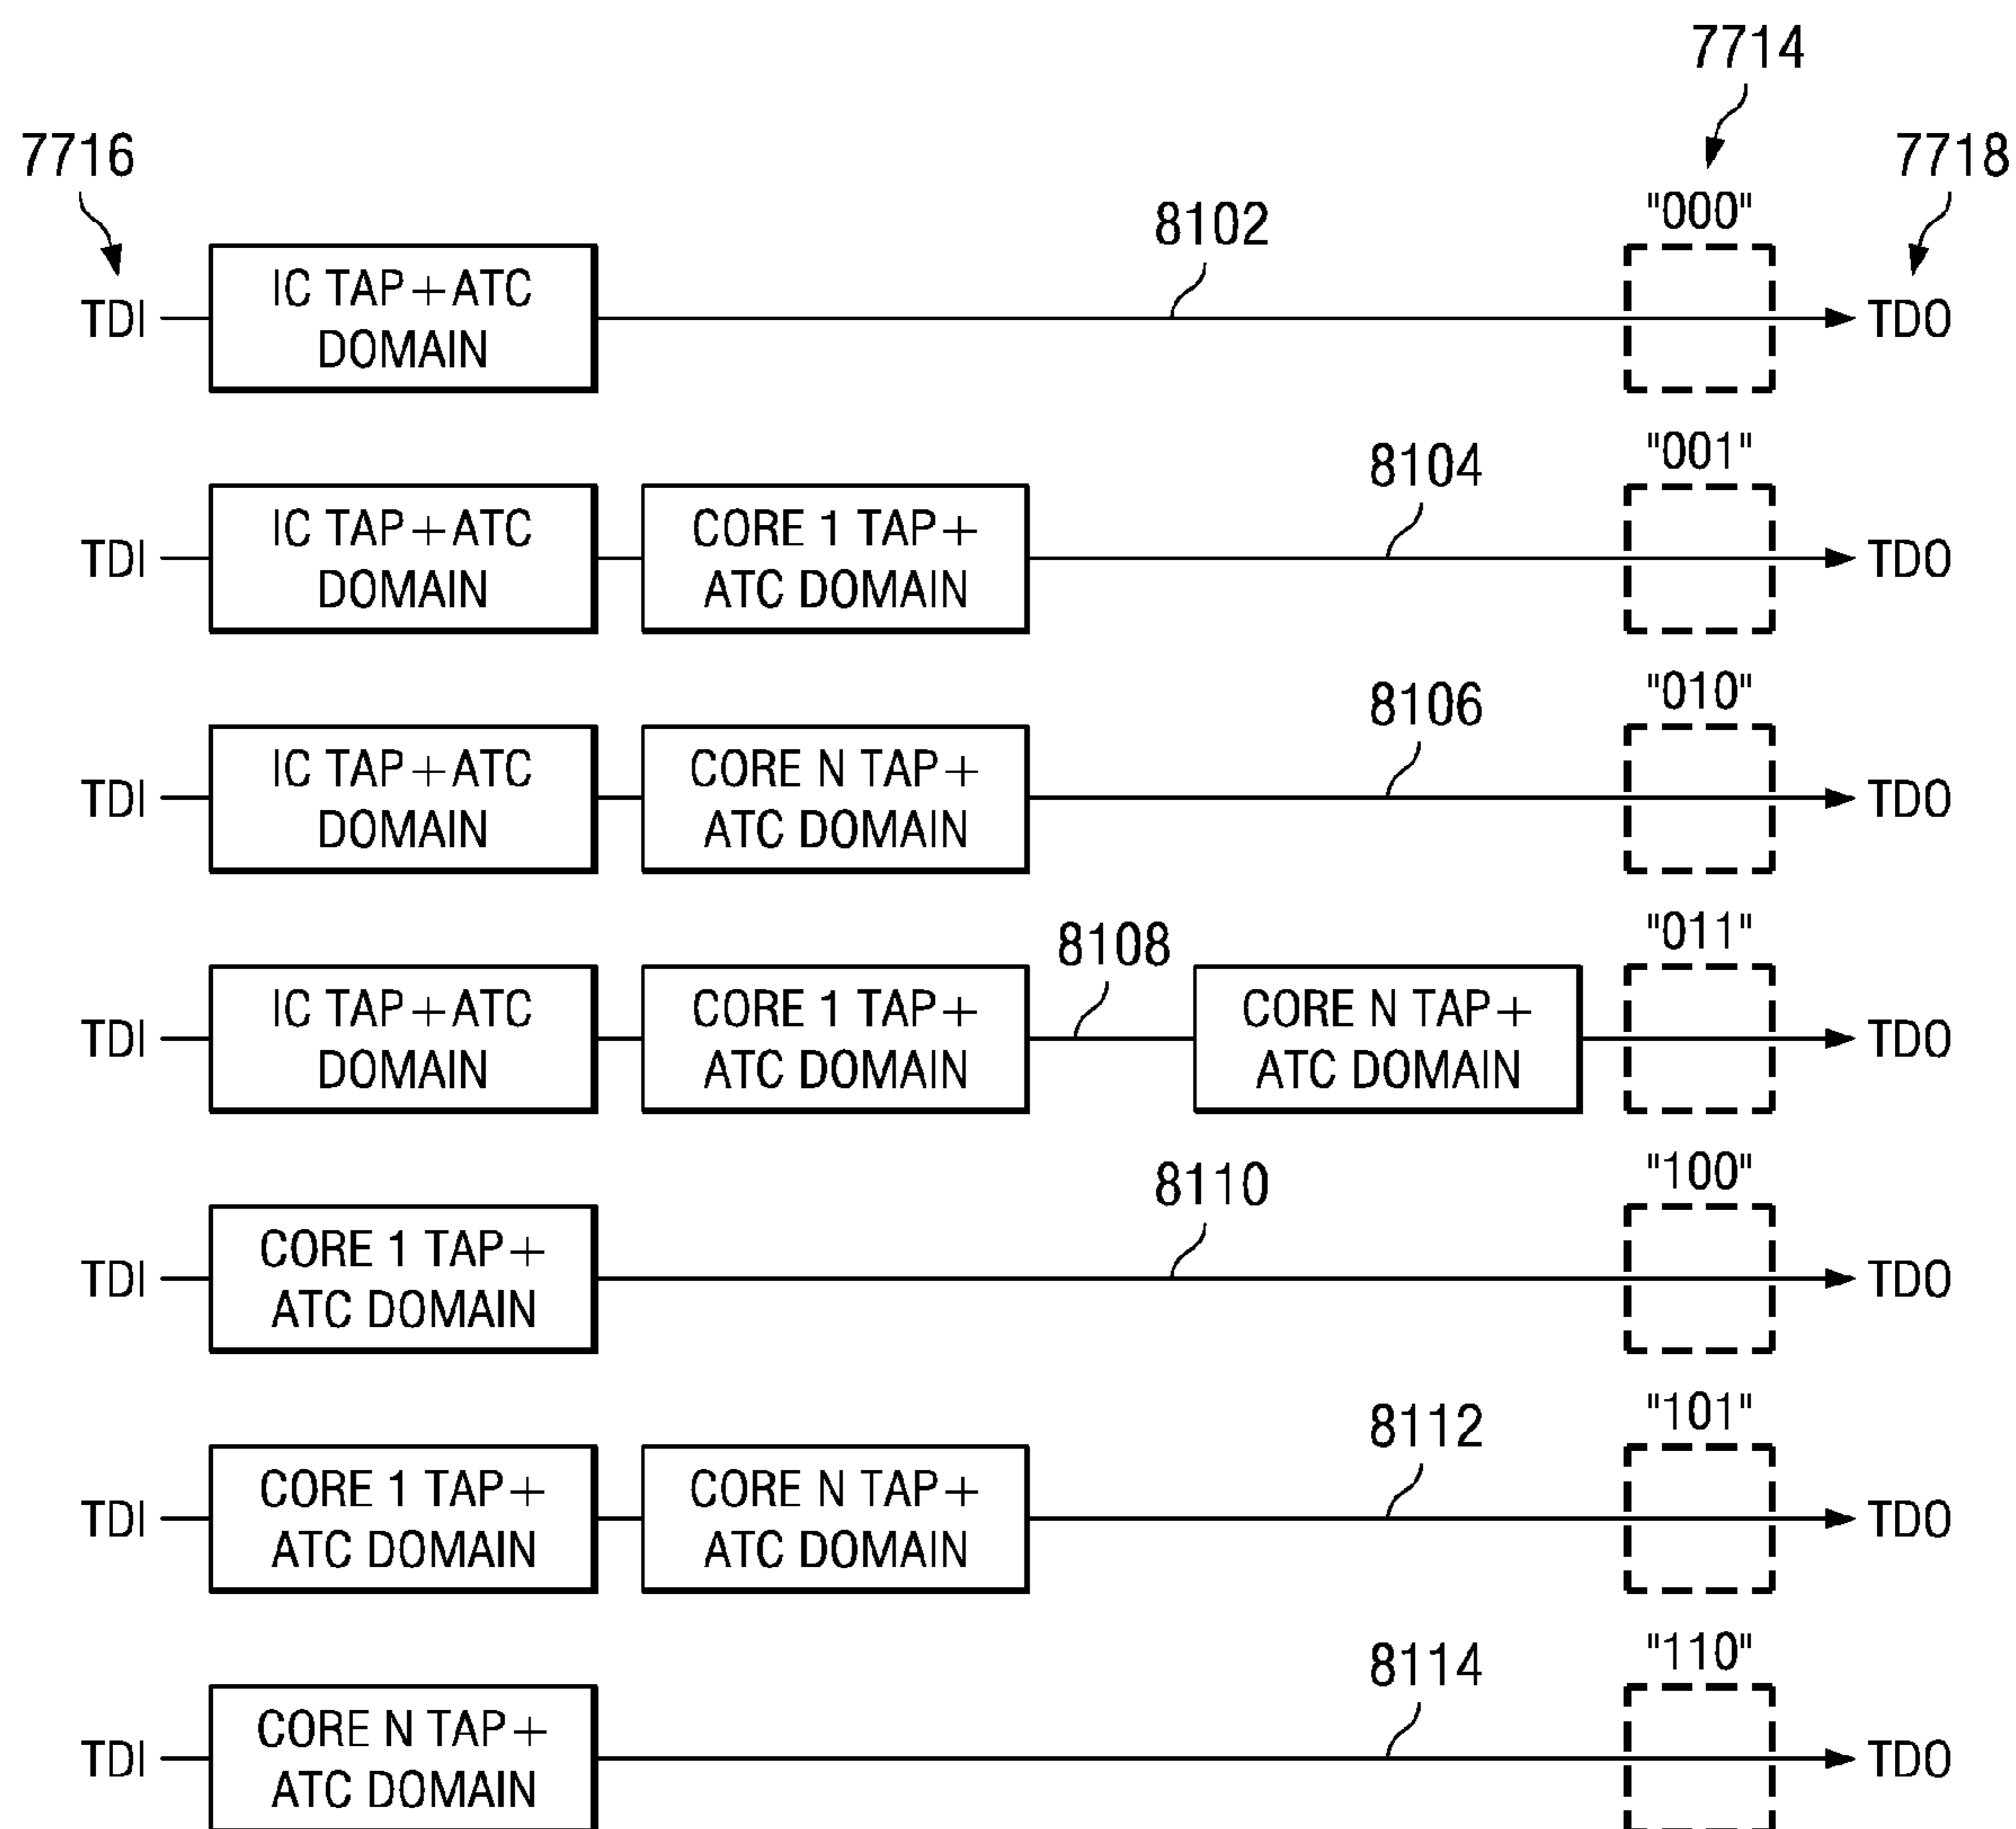 7714
7716
7718
"000"
8102
TDI
IC TAP+ATC
DOMAIN
TDO
"001"
8104
TDI
IC TAP+ATC
DOMAIN
CORE 1 TAP+
ATC DOMAIN
TDO
"010"
8106
TDI
IC TAP+ATC
DOMAIN
CORE N TAP+
ATC DOMAIN
TDO
"011"
8108
TDI
IC TAP+ATC
DOMAIN
CORE 1 TAP+
ATC DOMAIN
CORE N TAP+
ATC DOMAIN
TDO
"100"
8110
TDI
CORE 1 TAP+
ATC DOMAIN
TDO
"101"
8112
TDI
CORE 1 TAP+
ATC DOMAIN
CORE N TAP+
ATC DOMAIN
TDO
"110"
8114
TDI
CORE N TAP+
ATC DOMAIN
TDO